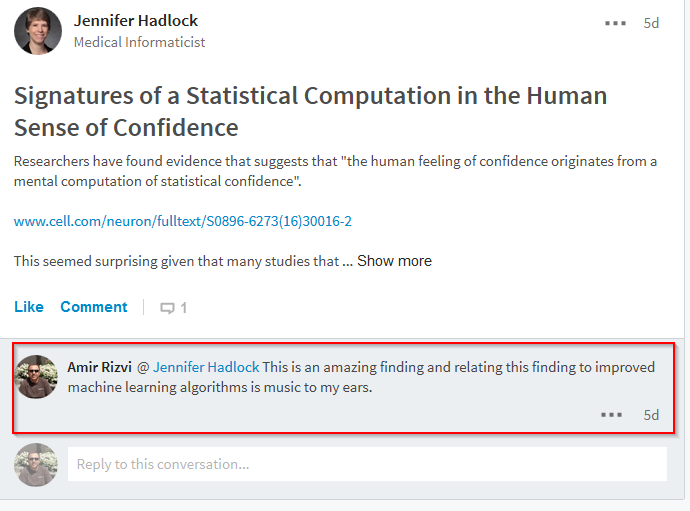 Jennifer Hadlock
••• 5d
Medical Informaticist
Signatures of a Statistical Computation in the Human
Sense of Confidence
Researchers have found evidence that suggests that "the human feeling of confidence originates from a
mental computation of statistical confidence".
www.cell.com/neuron/fulltext/S0896-6273(16)30016-2
This seemed surprising given that many studies that ... Show more
Like Comment 1
Amir Rizvi @ Jennifer Hadlock This is an amazing finding and relating this finding to improved
machine learning algorithms is music to my ears.
••• 5d
Reply to this conversation...